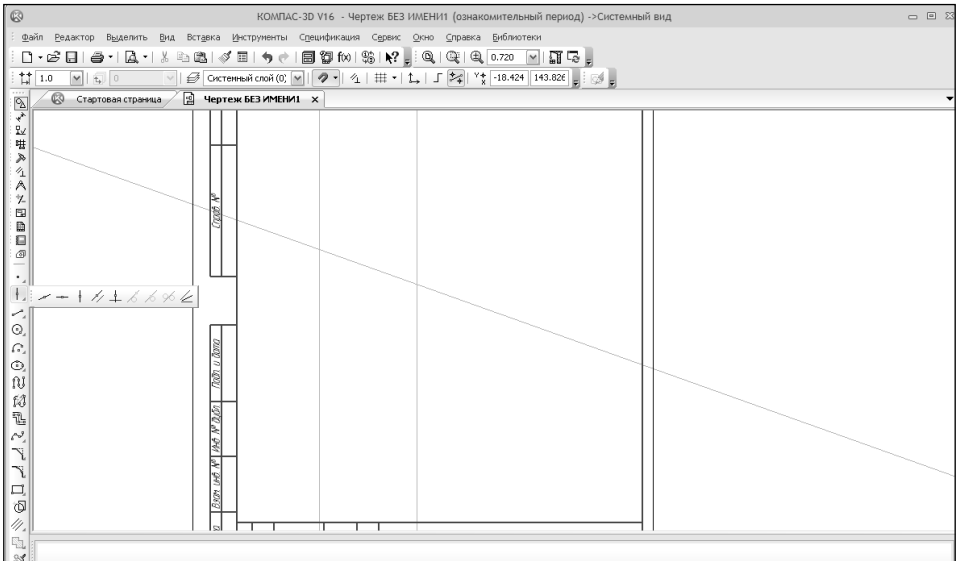 КОМПАС-3D V16 - Чертеж БЕЗ ИМЕНИ1 (ознакомительный период) ->Системный вид
Файл Редактор Выделить Вид Вставка Инструменты Спецификация Сервис Окно Справка Библиотеки
f(x) 0.720
1.0 0 Системный слой (0) -18.424 143.826
Стартовая страница Чертеж БЕЗ ИМЕНИ1
Справ. №
Подп. и дата
Инв. № дубл.
Взам. инв. №